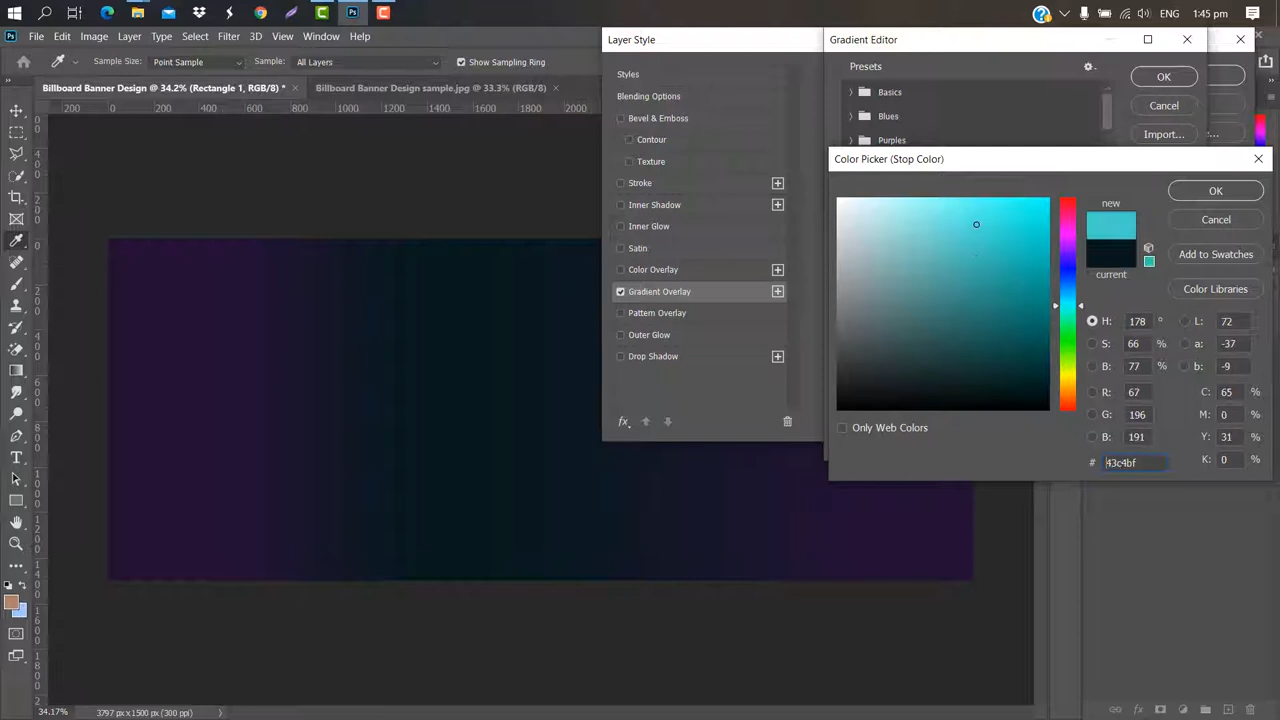 ENG 1:45 pm
Ps File Edit Image Layer Type Select Filter 3D View Window Help
Layer Style
Gradient Editor
Sample Size: Point Sample Sample: All Layers Show Sampling Ring
Billboard Banner Design @ 34.2% (Rectangle 1, RGB/8) *
Billboard Banner Design sample.jpg @ 33.3% (RGB/8)
200 0 200 400 600 800 1000 1200 1400 1600 1800 2000
Styles
Blending Options
Bevel & Emboss
Contour
Texture
Stroke
Inner Shadow
Inner Glow
Satin
Color Overlay
Gradient Overlay
Pattern Overlay
Outer Glow
Drop Shadow
fx
Presets
Basics
Blues
Purples
OK
Cancel
Import...
Color Picker (Stop Color)
new
current
OK
Cancel
Add to Swatches
Color Libraries
H: 178 °
L: 72
S: 66 %
a: -37
B: 77 %
b: -9
R: 67
C: 65 %
G: 196
M: 0 %
B: 191
Y: 31 %
# 43c4bf
K: 0 %
Only Web Colors
34.17% 3797 px x 1500 px (300 ppi)